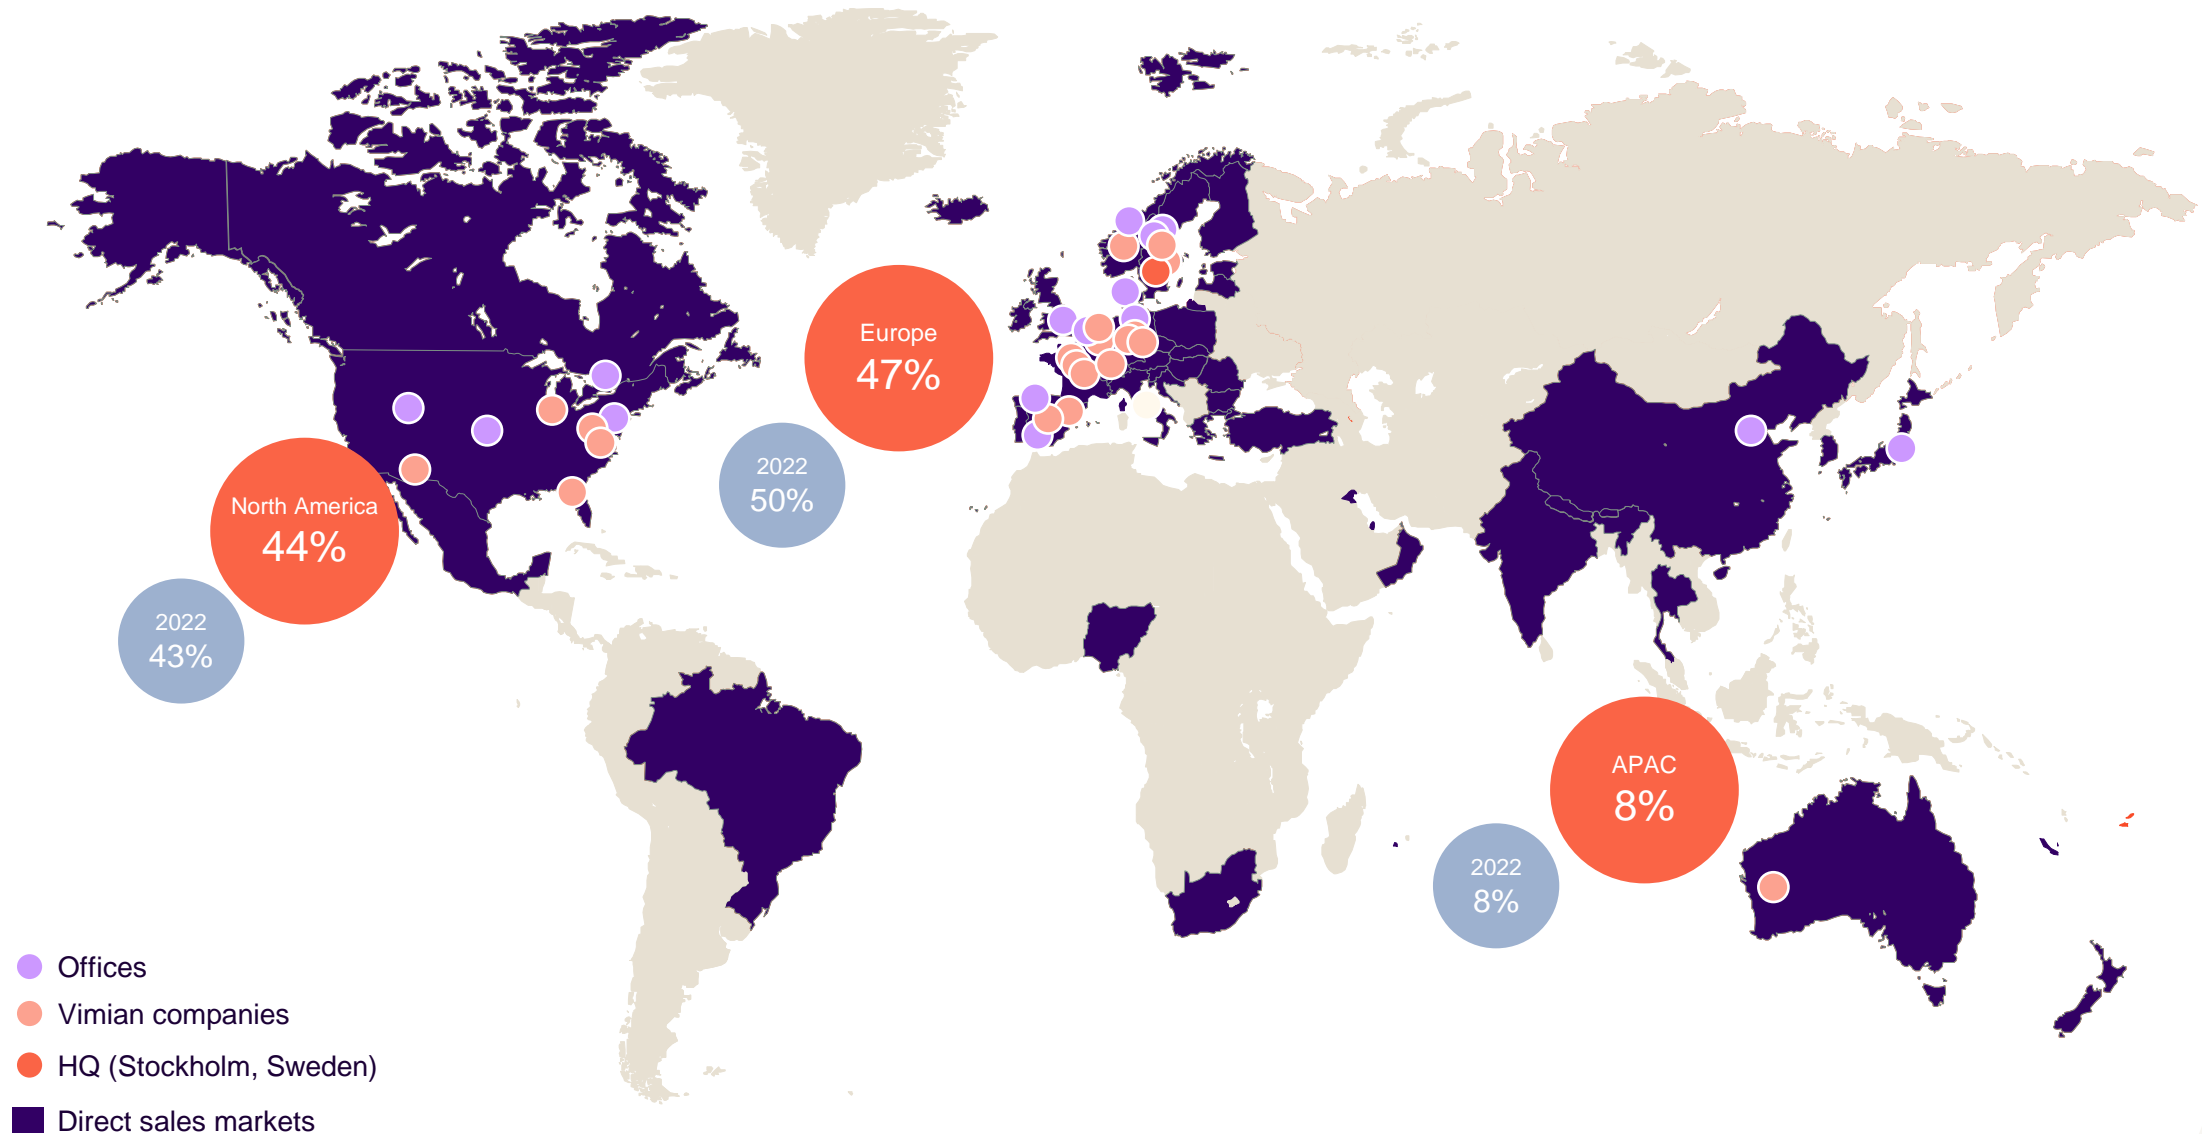 Europe
47%
2022
50%
North America
44%
2022
43%
APAC
8%
2022
8%
Offices
Vimian companies
HQ (Stockholm, Sweden)
Direct sales markets